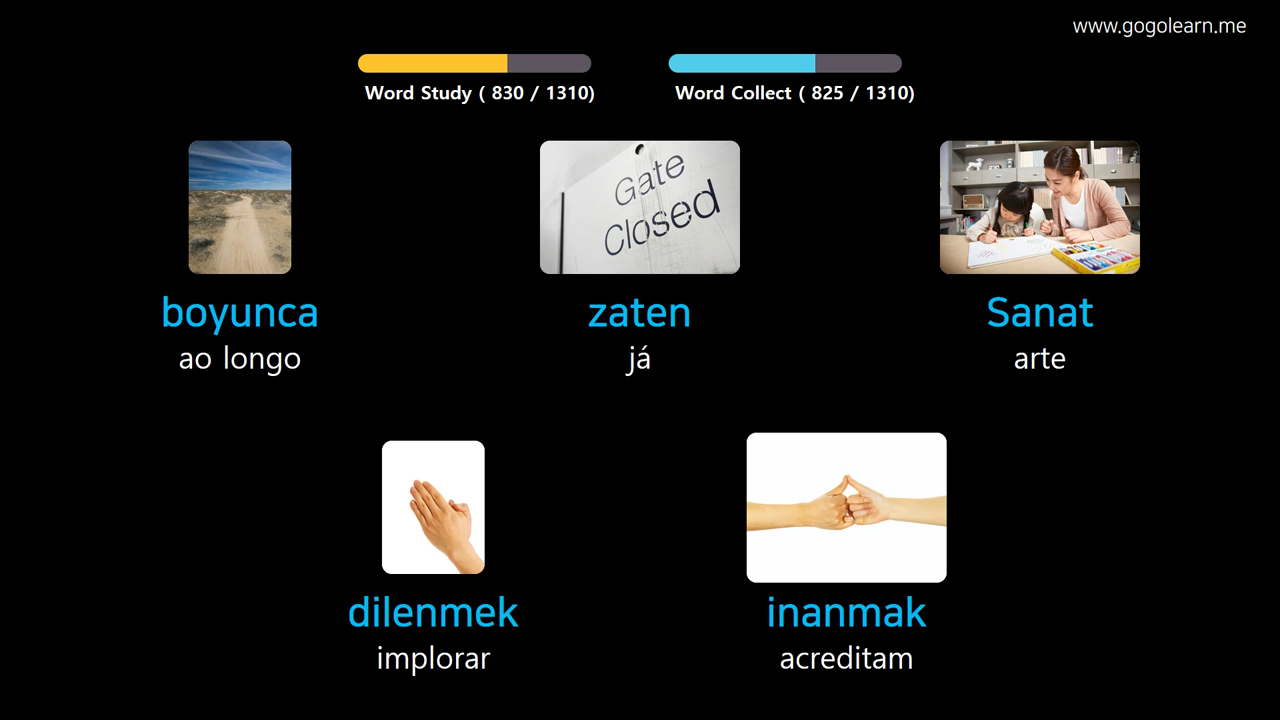 www.gogolearn.me
Word Study ( 830 / 1310)
Word Collect ( 825 / 1310)
Gate
Closed
boyunca
zaten
Sanat
ao longo
já
arte
dilenmek
inanmak
implorar
acreditam